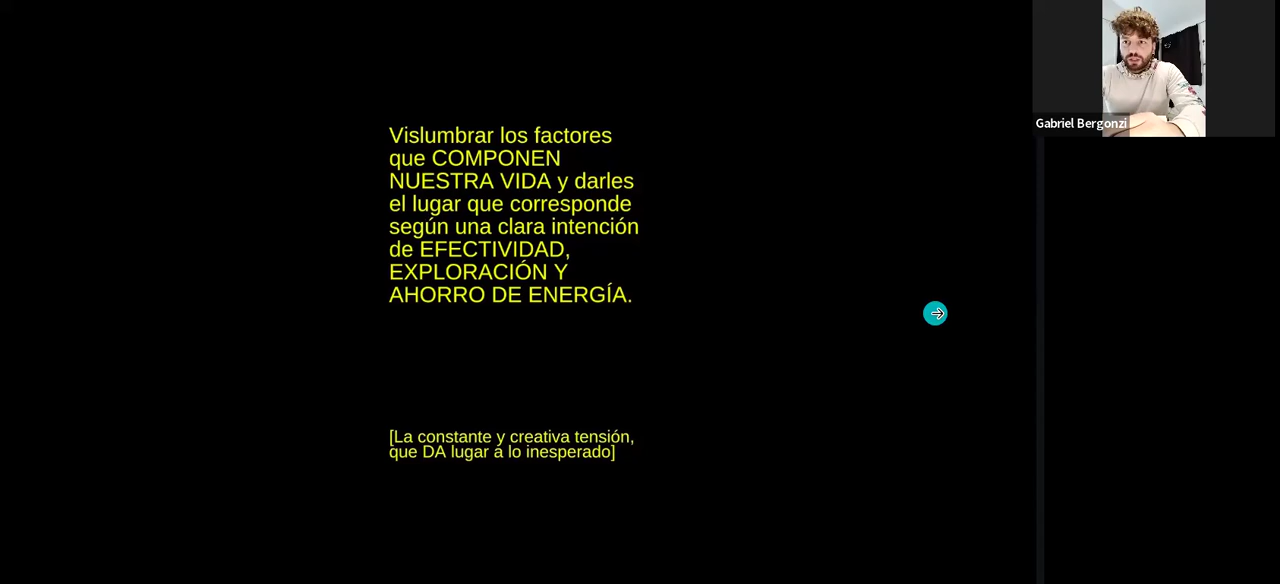 Vislumbrar los factores
que COMPONEN
NUESTRA VIDA y darles
el lugar que corresponde
según una clara intención
de EFECTIVIDAD,
EXPLORACIÓN Y
AHORRO DE ENERGÍA.
[La constante y creativa tensión,
que DA lugar a lo inesperado]
Gabriel Bergonzi